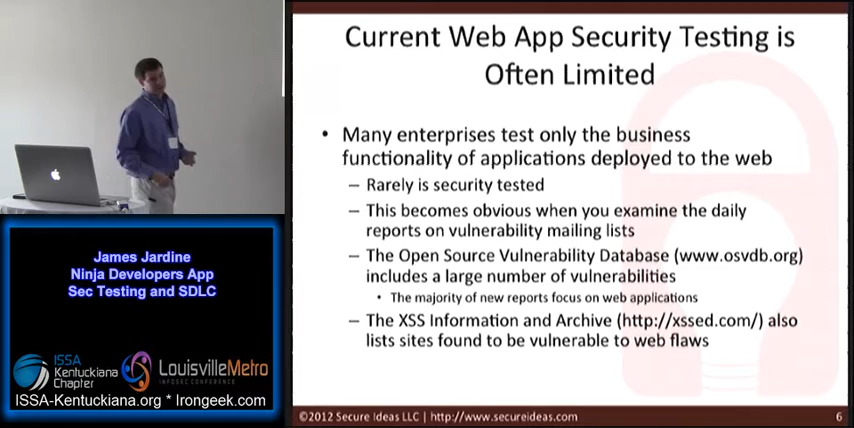 Current Web App Security Testing is
Often Limited
• Many enterprises test only the business
functionality of applications deployed to the web
– Rarely is security tested
– This becomes obvious when you examine the daily
reports on vulnerability mailing lists
– The Open Source Vulnerability Database (www.osvdb.org)
includes a large number of vulnerabilities
• The majority of new reports focus on web applications
– The XSS Information and Archive (http://xssed.com/) also
lists sites found to be vulnerable to web flaws
©2012 Secure Ideas LLC | http://www.secureideas.com
6
James Jardine
Ninja Developers App
Sec Testing and SDLC
ISSA
Kentuckiana
Chapter
LouisvilleMetro
INFOSEC CONFERENCE
ISSA-Kentuckiana.org * Irongeek.com